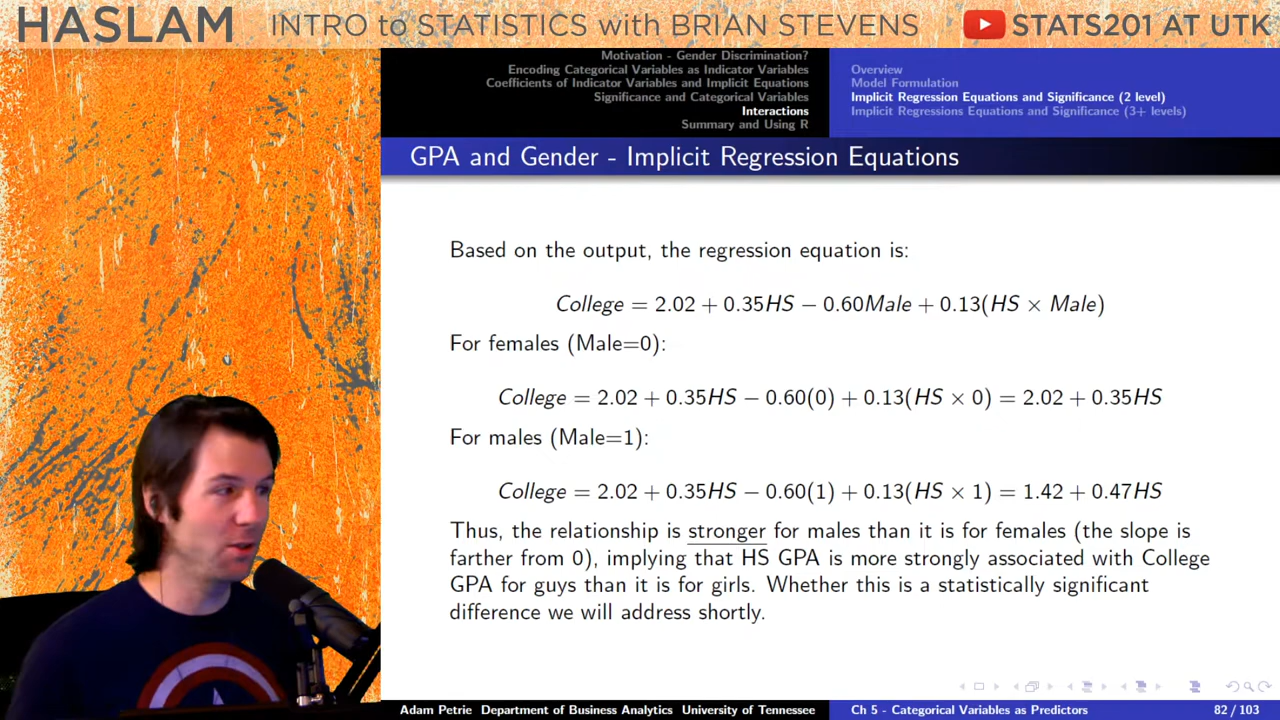 HASLAM INTRO to STATISTICS with BRIAN STEVENS STATS201 AT UTK
Motivation - Gender Discrimination?
Encoding Categorical Variables as Indicator Variables
Coefficients of Indicator Variables and Implicit Equations
Significance and Categorical Variables
Interactions
Summary and Using R
Overview
Model Formulation
Implicit Regression Equations and Significance (2 level)
Implicit Regressions Equations and Significance (3+ levels)
GPA and Gender - Implicit Regression Equations
Based on the output, the regression equation is:
College = 2.02 + 0.35HS − 0.60Male + 0.13(HS × Male)
For females (Male=0):
College = 2.02 + 0.35HS − 0.60(0) + 0.13(HS × 0) = 2.02 + 0.35HS
For males (Male=1):
College = 2.02 + 0.35HS − 0.60(1) + 0.13(HS × 1) = 1.42 + 0.47HS
Thus, the relationship is stronger for males than it is for females (the slope is
farther from 0), implying that HS GPA is more strongly associated with College
GPA for guys than it is for girls. Whether this is a statistically significant
difference we will address shortly.
Adam Petrie Department of Business Analytics University of Tennessee
Ch 5 - Categorical Variables as Predictors
82 / 103